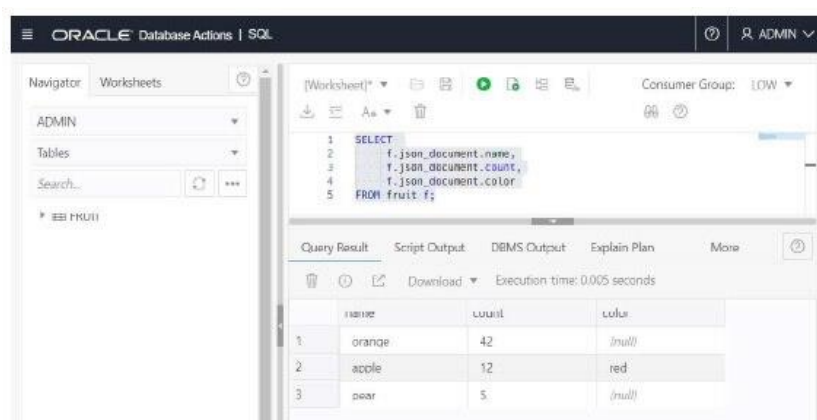 ORACLE Database Actions | SQL
ADMIN
Navigator Worksheets
[Worksheet]* Consumer Group: LOW
ADMIN
Aa
Tables
Search...
FRUIT
1 SELECT
2 f.json_document.name,
3 f.json_document.count,
4 f.json_document.color
5 FROM fruit f;
Query Result Script Output DBMS Output Explain Plan More
Download Execution time: 0.005 seconds
name count color
1 orange 42 (null)
2 apple 12 red
3 pear 5 (null)